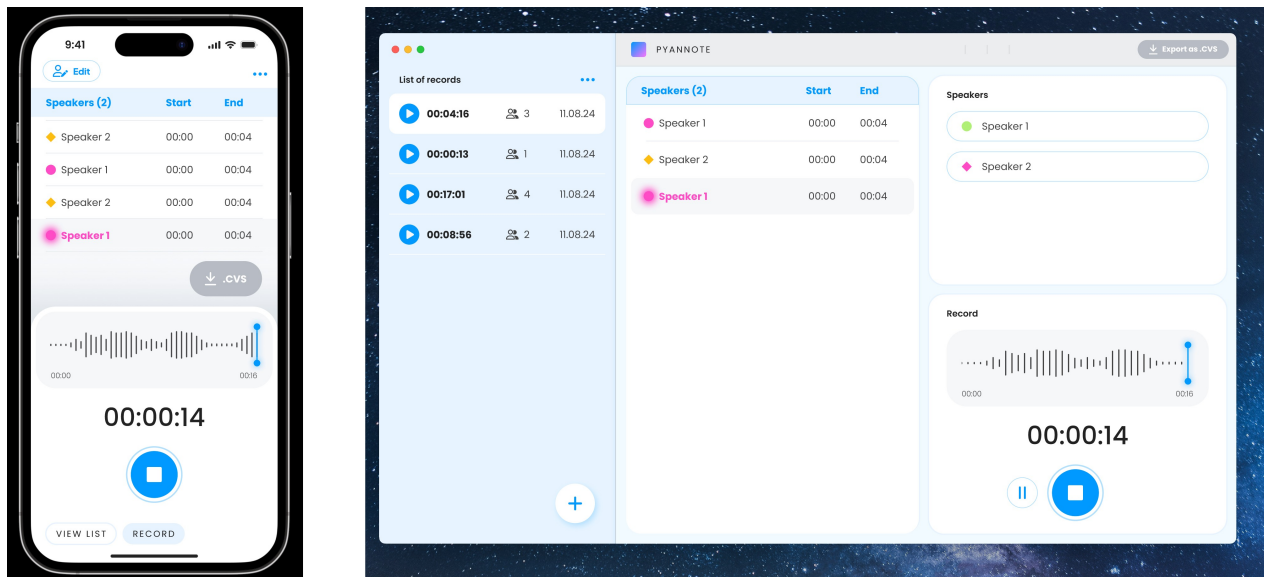 9:41
Edit
Speakers (2) Start End
Speaker 2 00:00 00:04
Speaker 1 00:00 00:04
Speaker 2 00:00 00:04
Speaker 1 00:00 00:04
.CVS
00:00 00:16
00:00:14
VIEW LIST RECORD
List of records
00:04:16 3 11.08.24
00:00:13 1 11.08.24
00:17:01 4 11.08.24
00:08:56 2 11.08.24
PYANNOTE
Export as .CVS
Speakers (2) Start End
Speaker 1 00:00 00:04
Speaker 2 00:00 00:04
Speaker 1 00:00 00:04
Speakers
Speaker 1
Speaker 2
Record
00:00 00:16
00:00:14